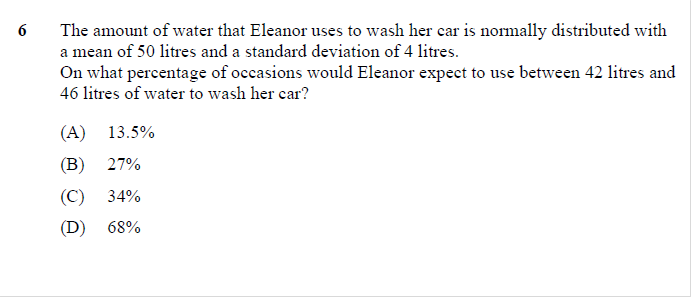 6 The amount of water that Eleanor uses to wash her car is normally distributed with
a mean of 50 litres and a standard deviation of 4 litres.
On what percentage of occasions would Eleanor expect to use between 42 litres and
46 litres of water to wash her car?
(A) 13.5%
(B) 27%
(C) 34%
(D) 68%